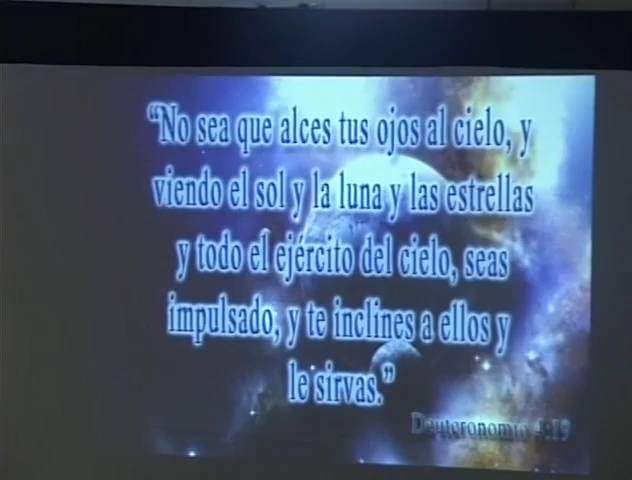 “No sea que alces tus ojos al cielo, y
viendo el sol y la luna y las estrellas
y todo el ejército del cielo, seas
impulsado, y te inclines a ellos y
le sirvas.”
Deuteronomio 4:19